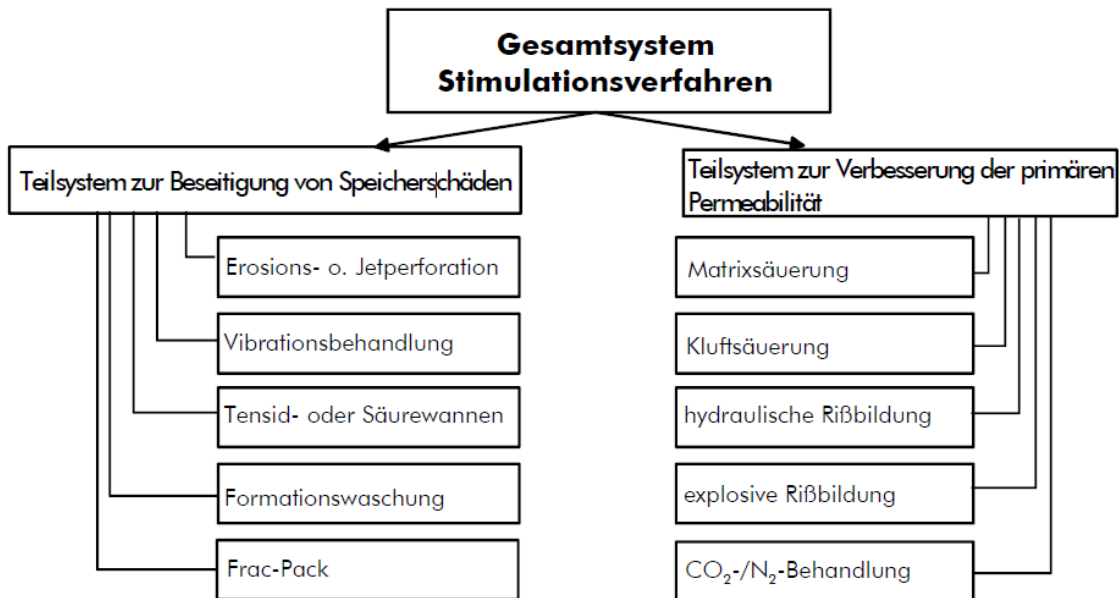 Gesamtsystem
Stimulationsverfahren
Teilsystem zur Beseitigung von Speicherschäden
Erosions- o. Jetperforation
Vibrationsbehandlung
Tensid- oder Säurewannen
Formationswaschung
Frac-Pack
Teilsystem zur Verbesserung der primären
Permeabilität
Matrixsäuerung
Kluftsäuerung
hydraulische Rißbildung
explosive Rißbildung
CO₂-/N₂-Behandlung